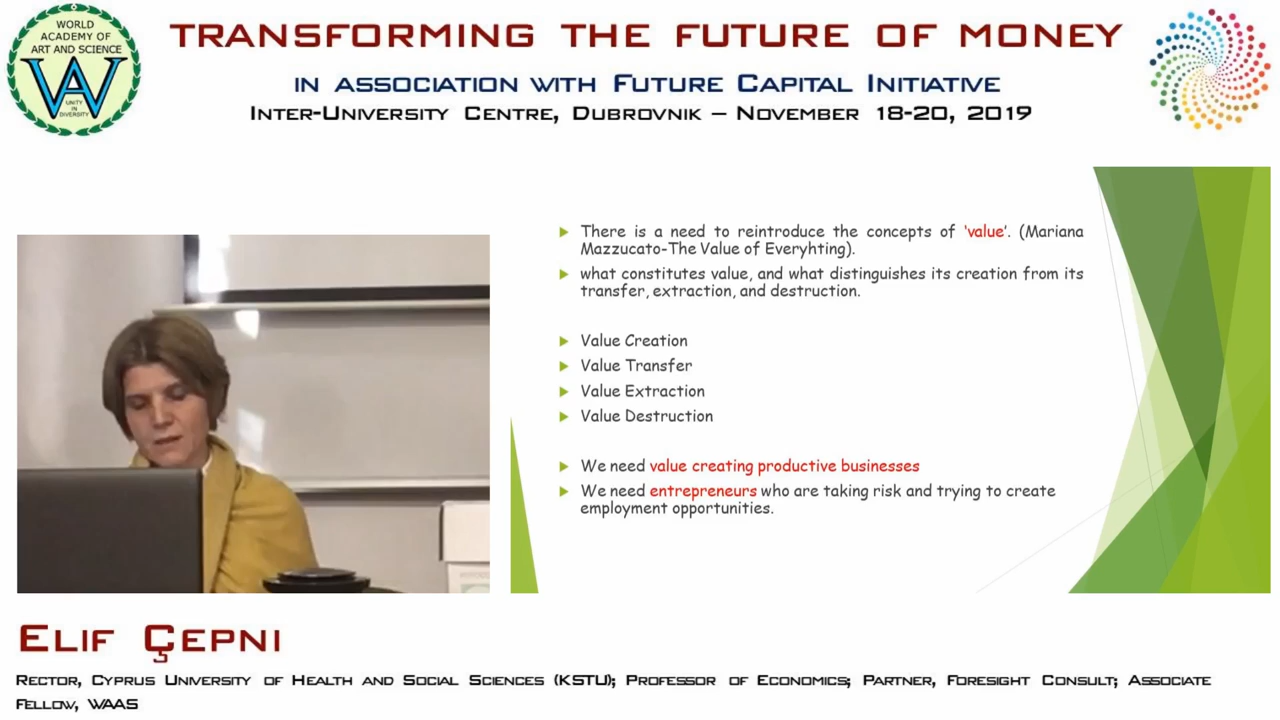 WORLD
ACADEMY OF
ART AND SCIENCE
WAA
UNITY
IN
DIVERSITY
TRANSFORMING THE FUTURE OF MONEY
IN ASSOCIATION WITH FUTURE CAPITAL INITIATIVE
INTER-UNIVERSITY CENTRE, DUBROVNIK – NOVEMBER 18-20, 2019
There is a need to reintroduce the concepts of ‘value’. (Mariana
Mazzucato-The Value of Everyhting).
what constitutes value, and what distinguishes its creation from its
transfer, extraction, and destruction.
Value Creation
Value Transfer
Value Extraction
Value Destruction
We need value creating productive businesses
We need entrepreneurs who are taking risk and trying to create
employment opportunities.
ELIF ÇEPNI
RECTOR, CYPRUS UNIVERSITY OF HEALTH AND SOCIAL SCIENCES (KSTU); PROFESSOR OF ECONOMICS; PARTNER, FORESIGHT CONSULT; ASSOCIATE
FELLOW, WAAS